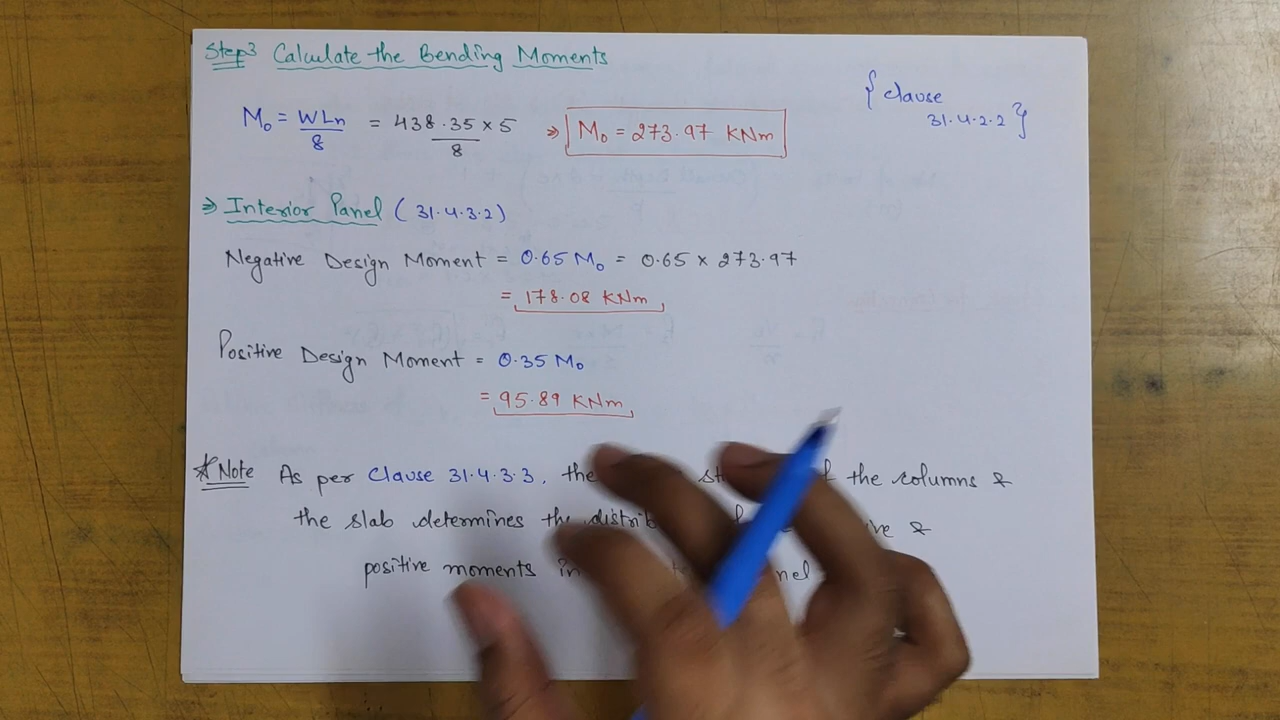 Step3 Calculate the Bending Moments
{ clause
31.4.2.2 }
M₀ = WLn/8 = 438.35 × 5/8 ⇒ M₀ = 273.97 KNm
⇒ Interior Panel (31.4.3.2)
Negative Design Moment = 0.65 M₀ = 0.65 × 273.97
= 178.08 KNm
Positive Design Moment = 0.35 M₀
= 95.89 KNm
* Note As per Clause 31.4.3.3, the of the columns &
the slab determines the &
positive moments in